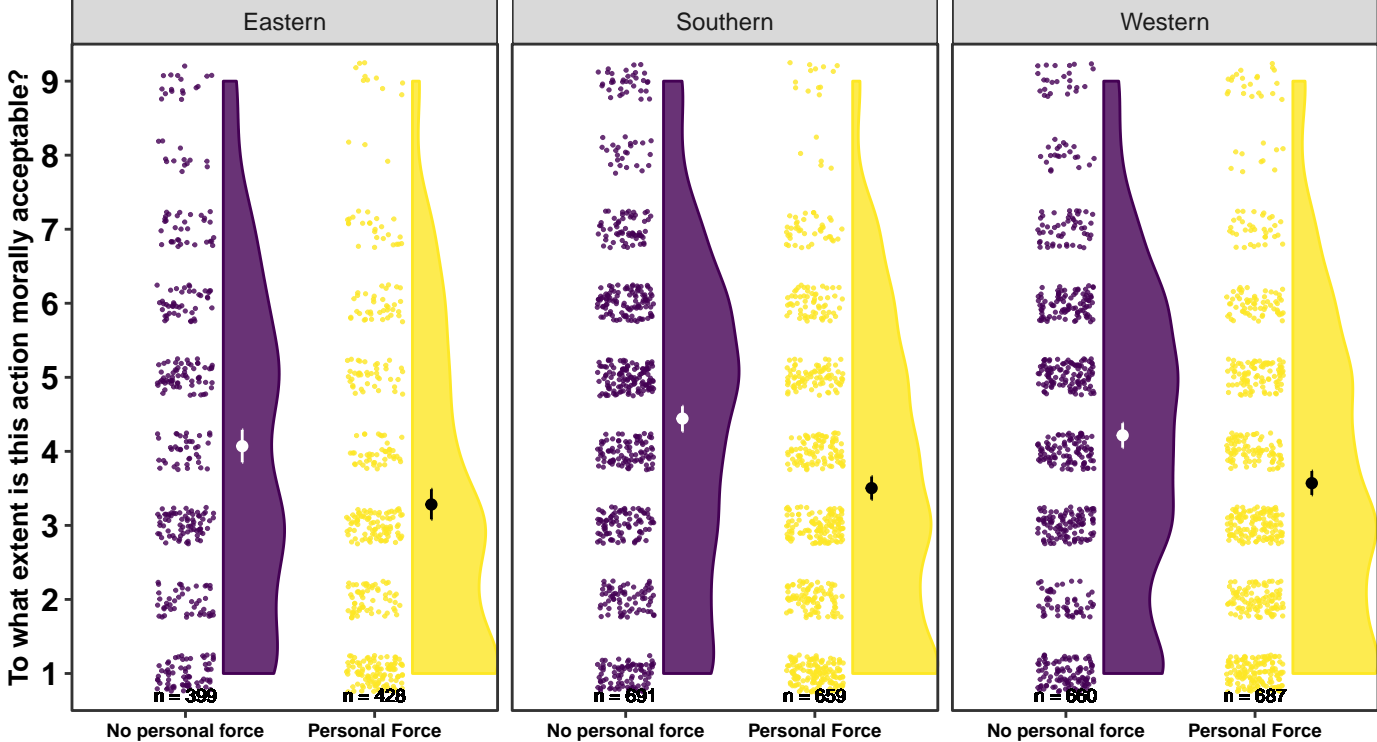 Eastern
Southern
Western
To what extent is this action morally acceptable?
9
8
7
6
5
4
3
2
1
n = 399
n = 428
n = 691
n = 659
n = 660
n = 687
No personal force
Personal Force
No personal force
Personal Force
No personal force
Personal Force